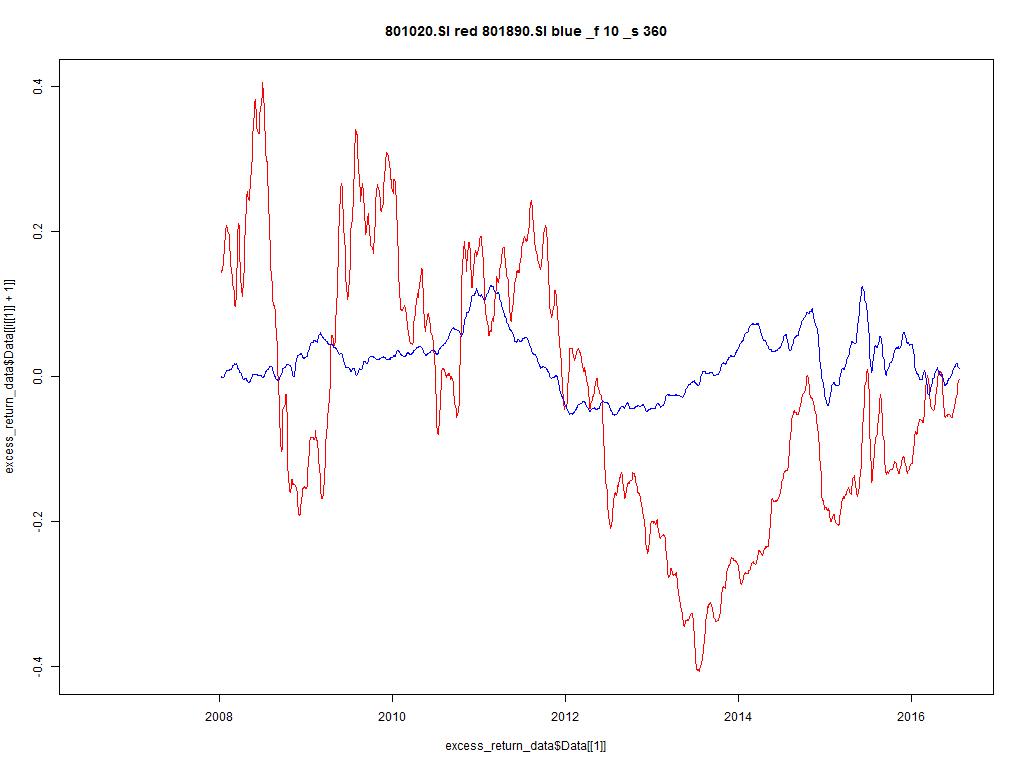 801020.SI red 801890.SI blue _f 10 _s 360
excess_return_data$Data[[i[[1]] + 1]]
0.4
0.2
0.0
-0.2
-0.4
2008 2010 2012 2014 2016
excess_return_data$Data[[1]]